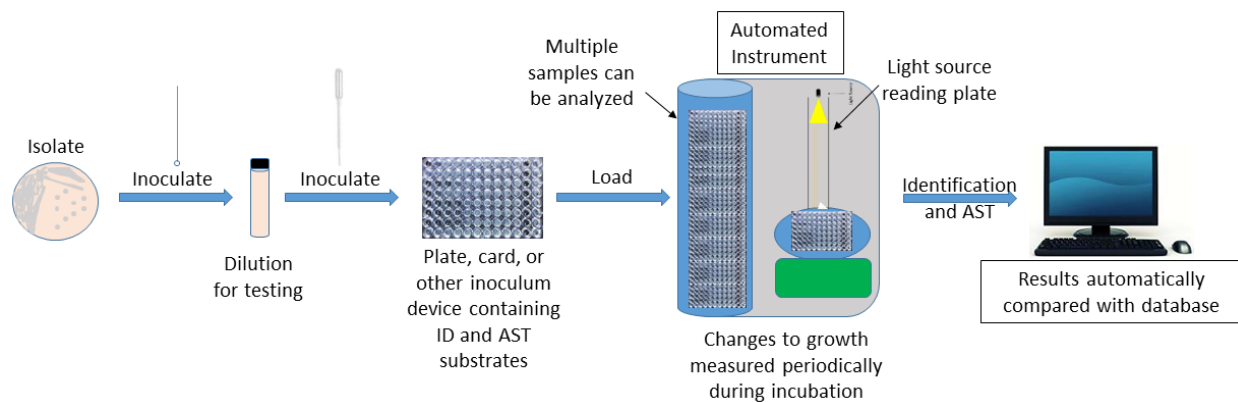 Isolate
Inoculate
Dilution
for testing
Inoculate
Plate, card, or
other inoculum
device containing
ID and AST
substrates
Load
Multiple
samples can
be analyzed
Automated
Instrument
Light source
reading plate
Light Source
Changes to growth
measured periodically
during incubation
Identification
and AST
Results automatically
compared with database